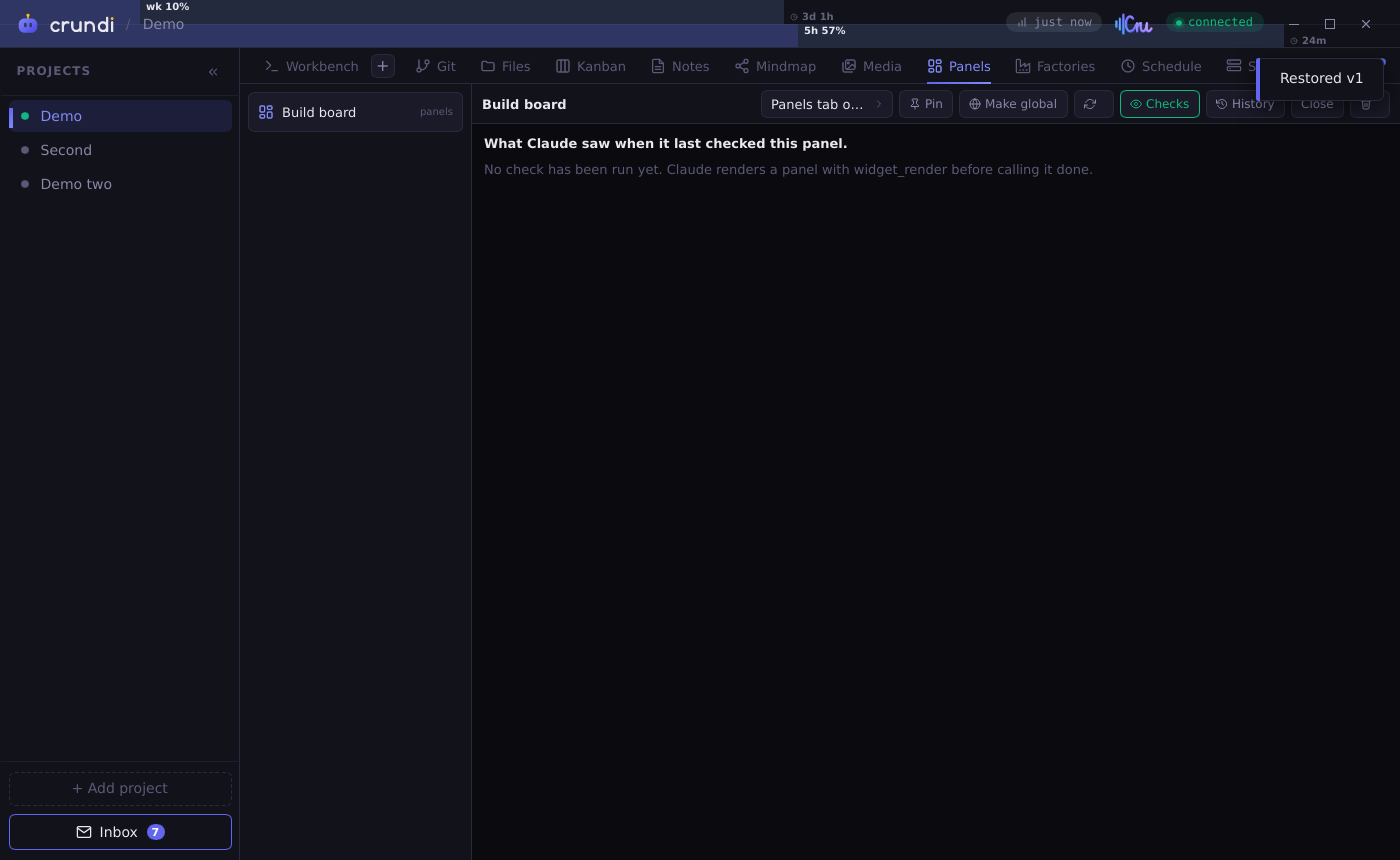 wk 10%
crundi / Demo
3d 1h
5h 57%
just now
Cru
connected
24m
PROJECTS
Workbench
Git
Files
Kanban
Notes
Mindmap
Media
Panels
Factories
Schedule
Restored v1
Demo
Second
Demo two
Build board
panels
Build board
Panels tab o...
Pin
Make global
Checks
History
Close
What Claude saw when it last checked this panel.
No check has been run yet. Claude renders a panel with widget_render before calling it done.
+ Add project
Inbox 7